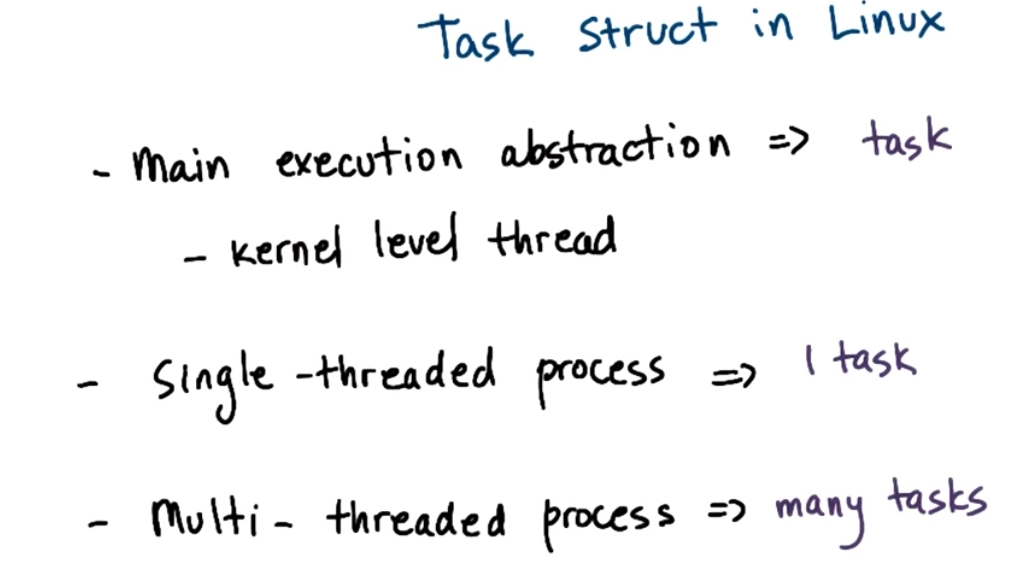 Task Struct in Linux
- Main execution abstraction => task
- kernel level thread
- Single-threaded process => 1 task
- Multi-threaded process => many tasks